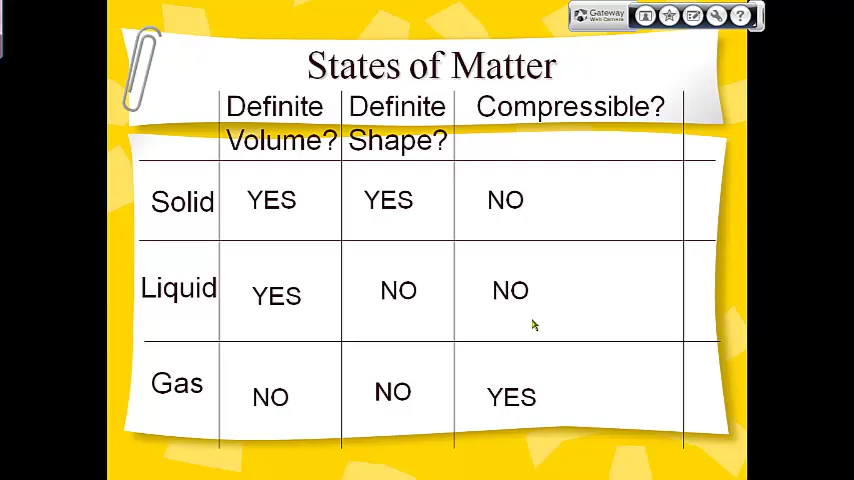 Gateway
Web Camera
States of Matter
Definite Volume? Definite Shape? Compressible?
Solid YES YES NO
Liquid YES NO NO
Gas NO NO YES